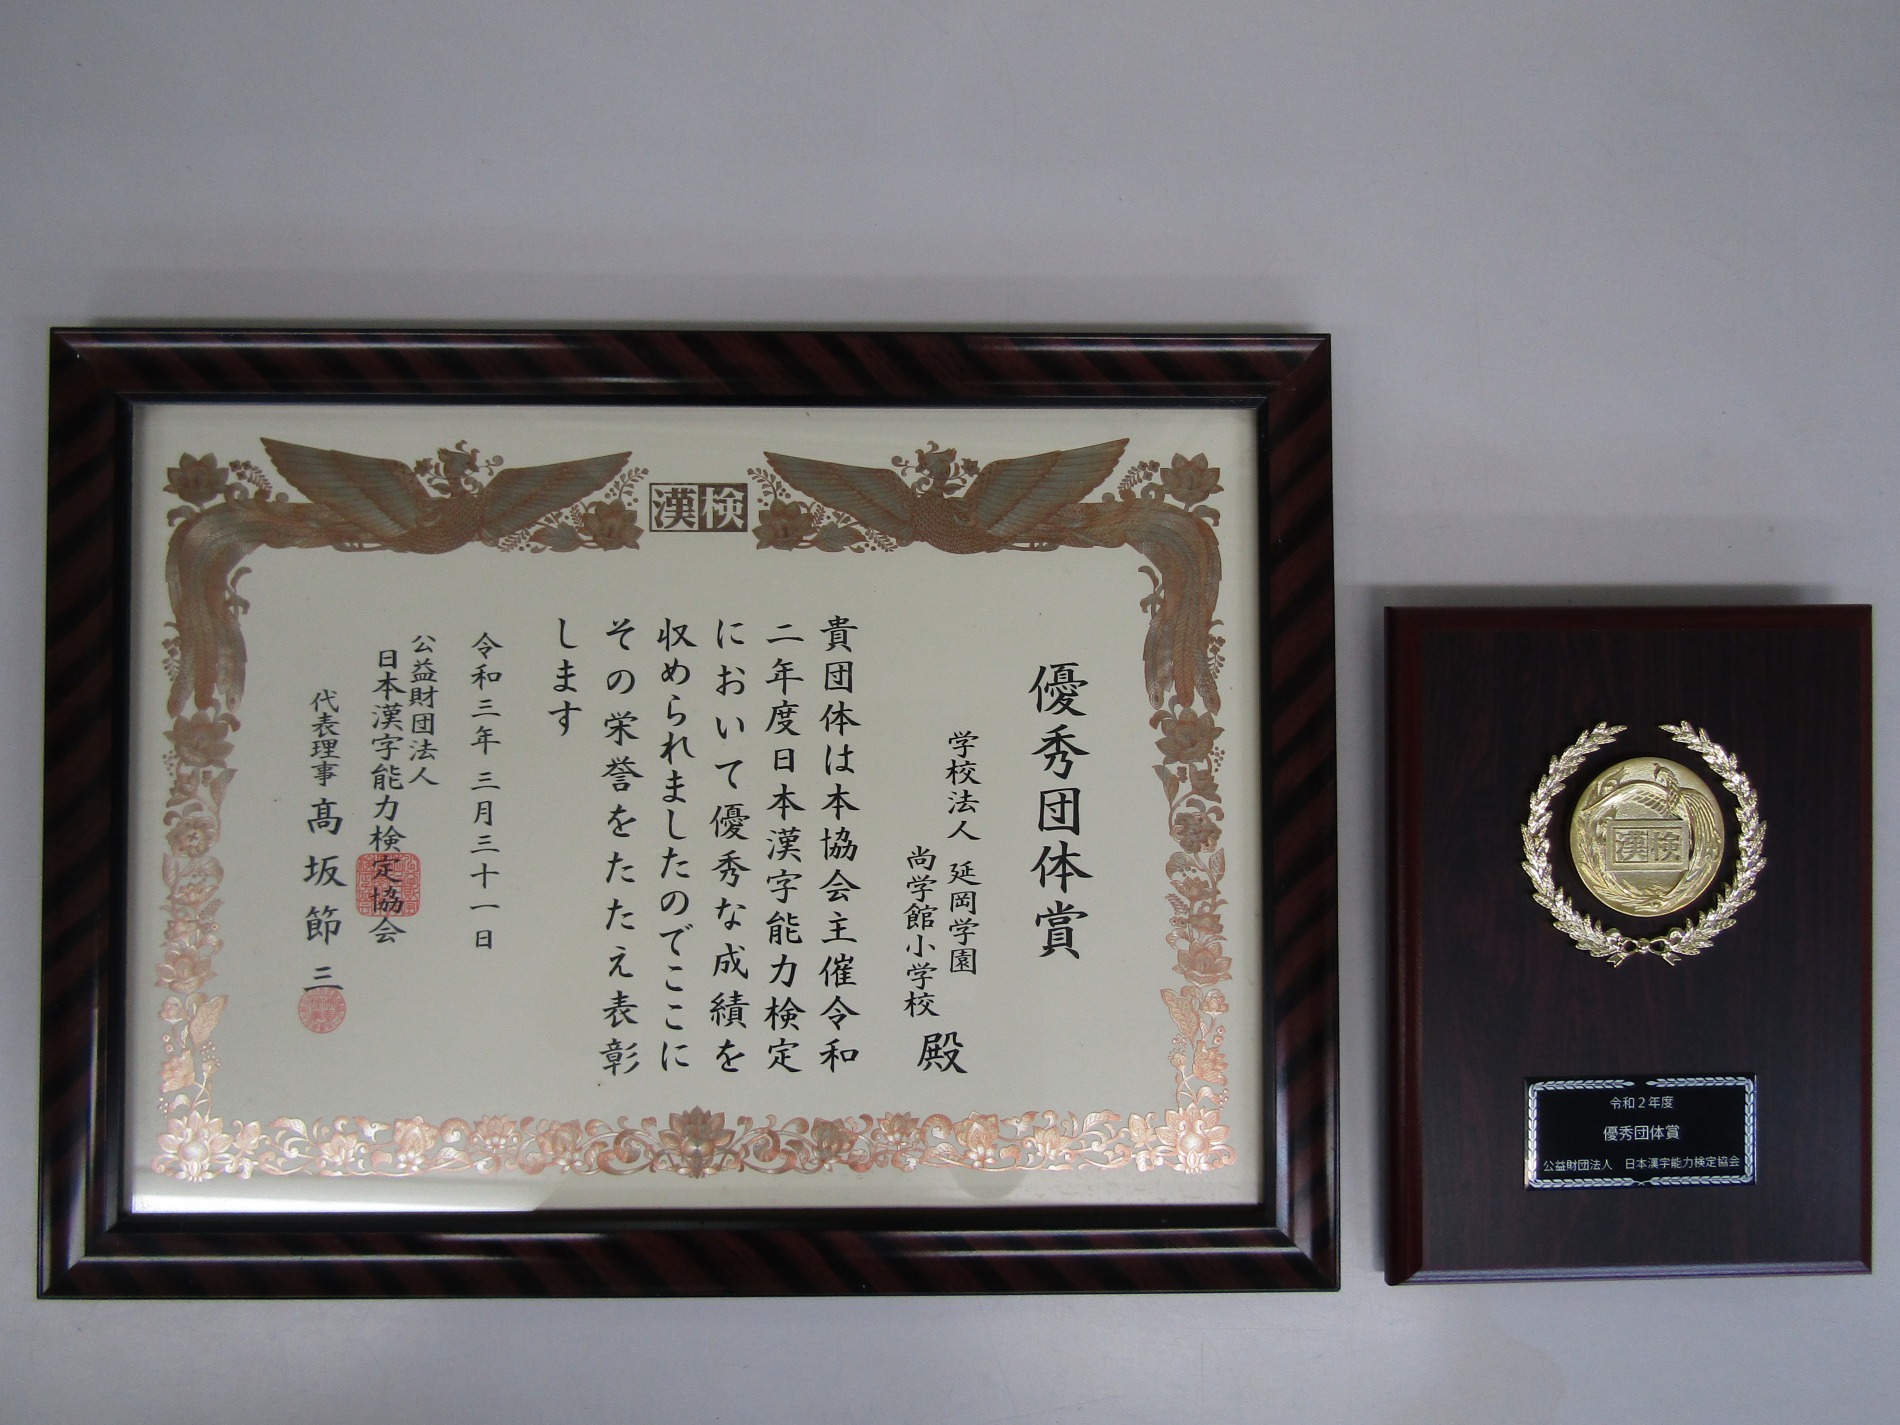 漢検
優秀団体賞
学校法人 延岡学園
尚学館小学校 殿
貴団体は本協会主催令和
二年度日本漢字能力検定
において優秀な成績を
収められましたのでここに
その栄誉をたたえ表彰
します
令和三年三月三十一日
公益財団法人
日本漢字能力検定協会
代表理事 髙坂節三
漢検
令和2年度
優秀団体賞
公益財団法人 日本漢字能力検定協会